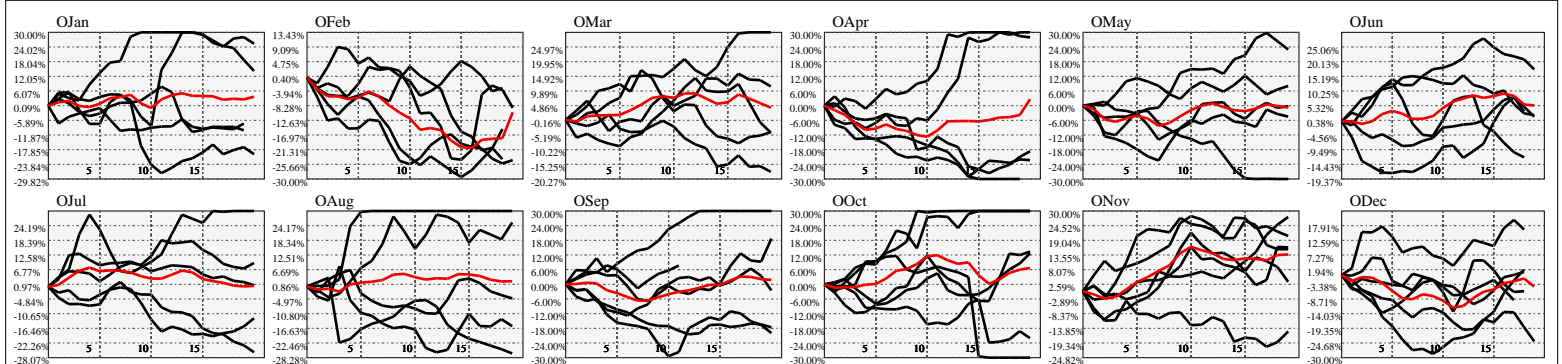 OJan OFeb OMar OApr OMay OJun
30.00% 13.43% 30.00% 30.00%
24.02% 9.09% 24.97% 24.00% 24.00% 25.06%
18.04% 4.75% 19.95% 18.00% 18.00% 20.13%
12.05% 0.40% 14.92% 12.00% 12.00% 15.19%
6.07% -3.94% 9.89% 6.00% 6.00% 10.25%
0.09% -8.28% 4.86% 0.00% 0.00% 5.32%
-5.89% -12.63% -0.16% -6.00% -6.00% 0.38%
-11.87% -16.97% -5.19% -12.00% -12.00% -4.56%
-17.85% -21.31% -10.22% -18.00% -18.00% -9.49%
-23.84% -25.66% -15.25% -24.00% -24.00% -14.43%
5 10 15 5 10 15 5 10 15 5 10 15 5 10 15 5 10 15
-29.82% -30.00% -20.27% -30.00% -30.00% -19.37%
OJul OAug OSep OOct ONov ODec
30.00% 30.00% 30.00%
24.19% 24.17% 24.00% 24.00% 24.52% 17.91%
18.39% 18.34% 18.00% 18.00% 19.04% 12.59%
12.58% 12.51% 12.00% 12.00% 13.55% 7.27%
6.77% 6.69% 6.00% 6.00% 8.07% 1.94%
0.97% 0.86% 0.00% 0.00% 2.59% -3.38%
-4.84% -4.97% -6.00% -6.00% -2.89% -8.71%
-10.65% -10.80% -12.00% -12.00% -8.37% -14.03%
-16.46% -16.63% -18.00% -18.00% -13.85% -19.35%
-22.26% -22.46% -24.00% -24.00% -19.34% -24.68%
5 10 15 5 10 15 5 10 15 5 10 15 5 10 15 5 10 15
-28.07% -28.28% -30.00% -30.00% -24.82% -30.00%